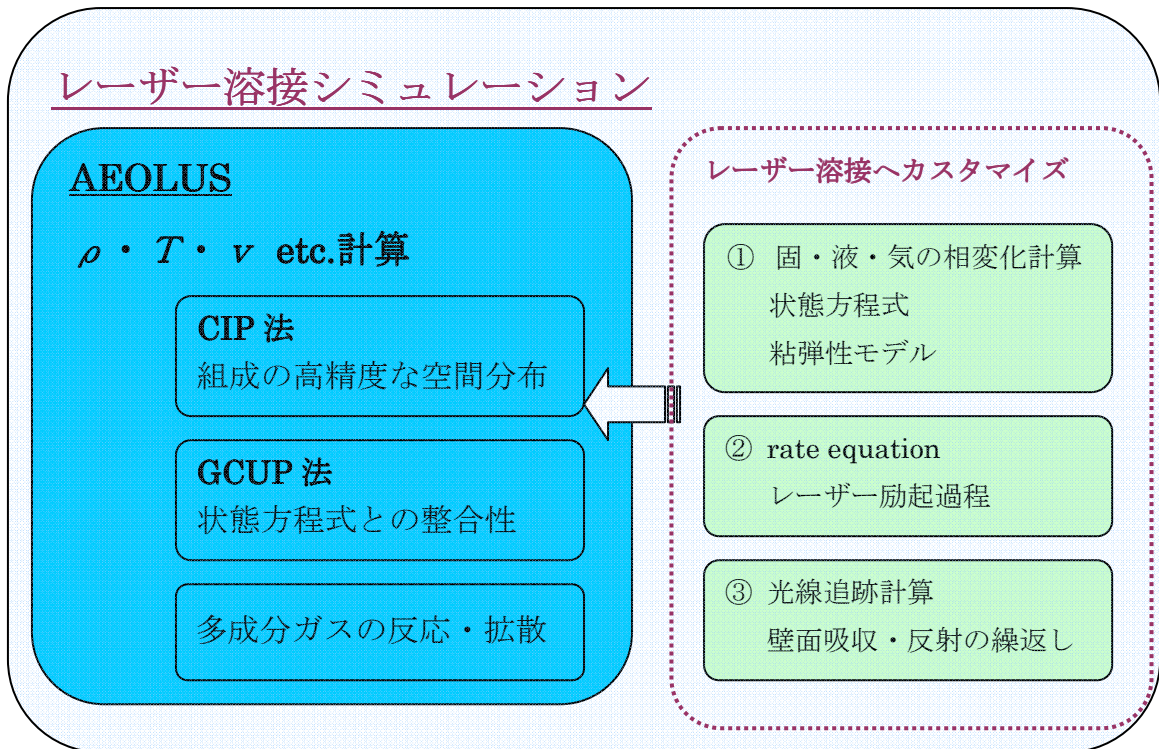 レーザー溶接シミュレーション
AEOLUS
ρ・T・v etc.計算
CIP 法
組成の高精度な空間分布
GCUP 法
状態方程式との整合性
多成分ガスの反応・拡散
レーザー溶接へカスタマイズ
① 固・液・気の相変化計算
状態方程式
粘弾性モデル
② rate equation
レーザー励起過程
③ 光線追跡計算
壁面吸収・反射の繰返し